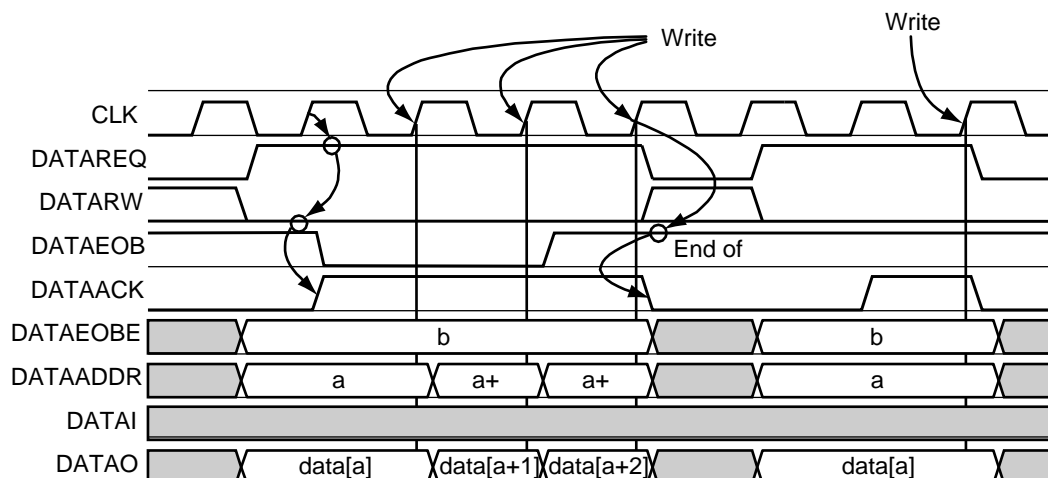 Write
Write
CLK
DATAREQ
DATARW
DATAEOB
End of
DATAACK
DATAEOBE
b
b
DATAADDR
a
a+
a+
a
DATAI
DATAO
data[a]
data[a+1]
data[a+2]
data[a]